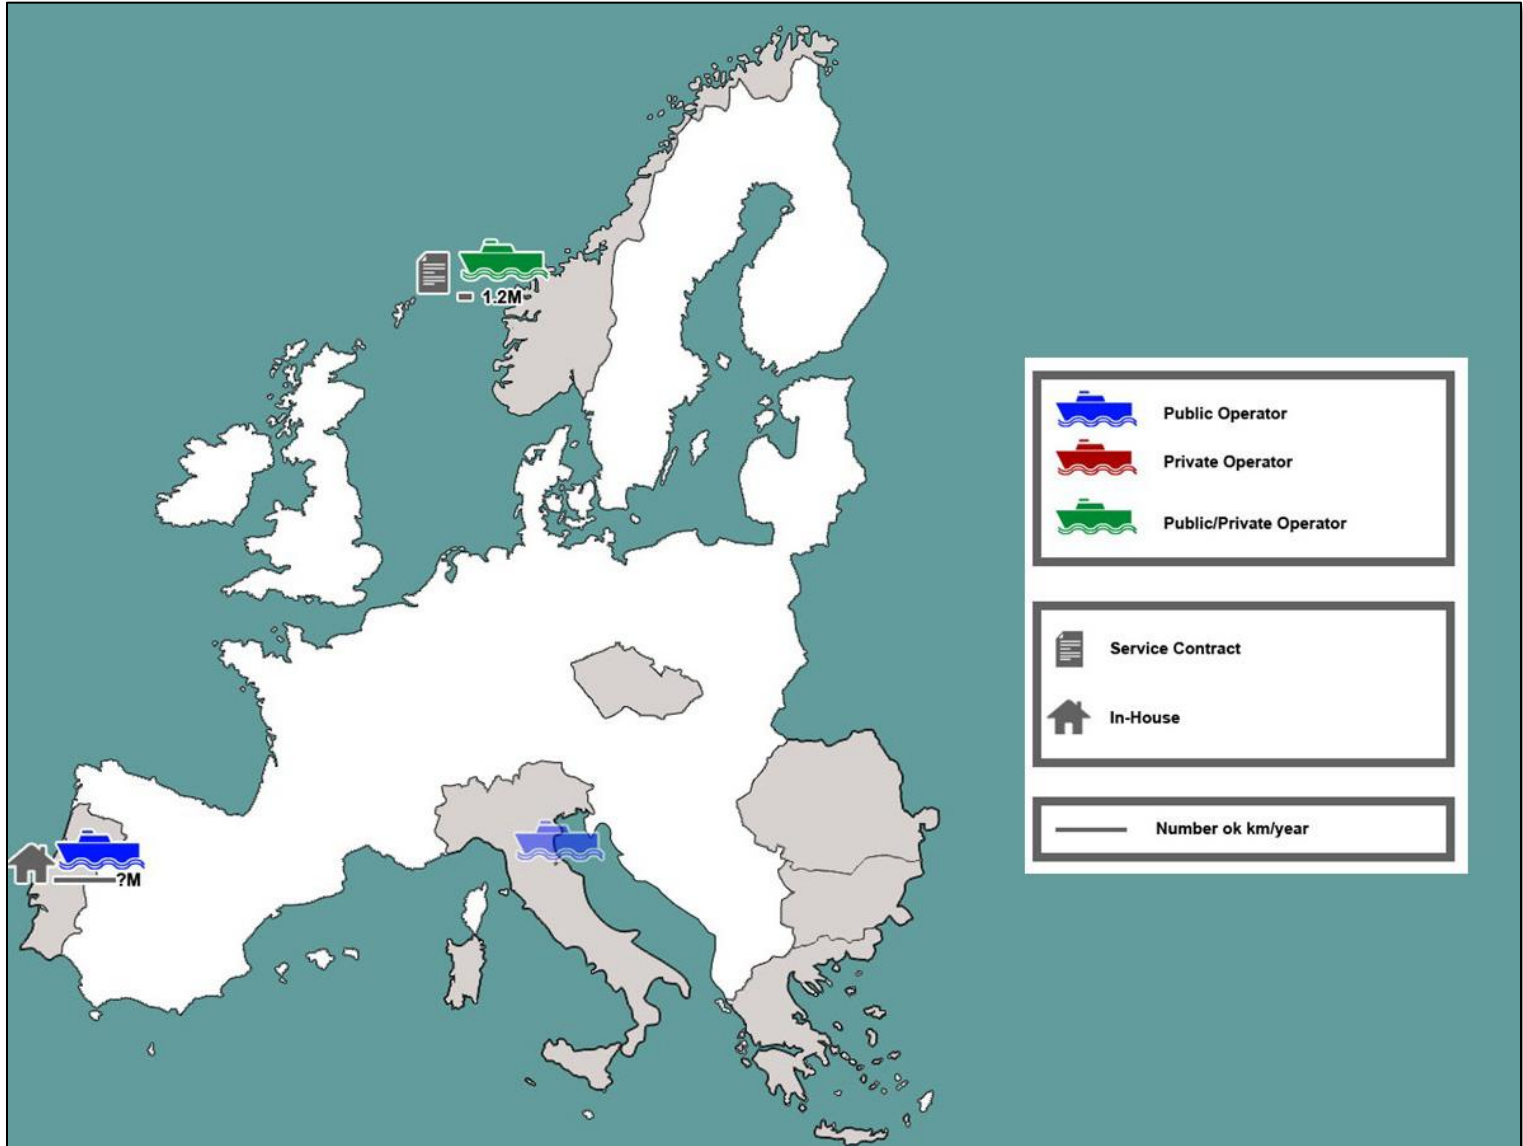 1.2M
?M
Public Operator
Private Operator
Public/Private Operator
Service Contract
In-House
Number ok km/year